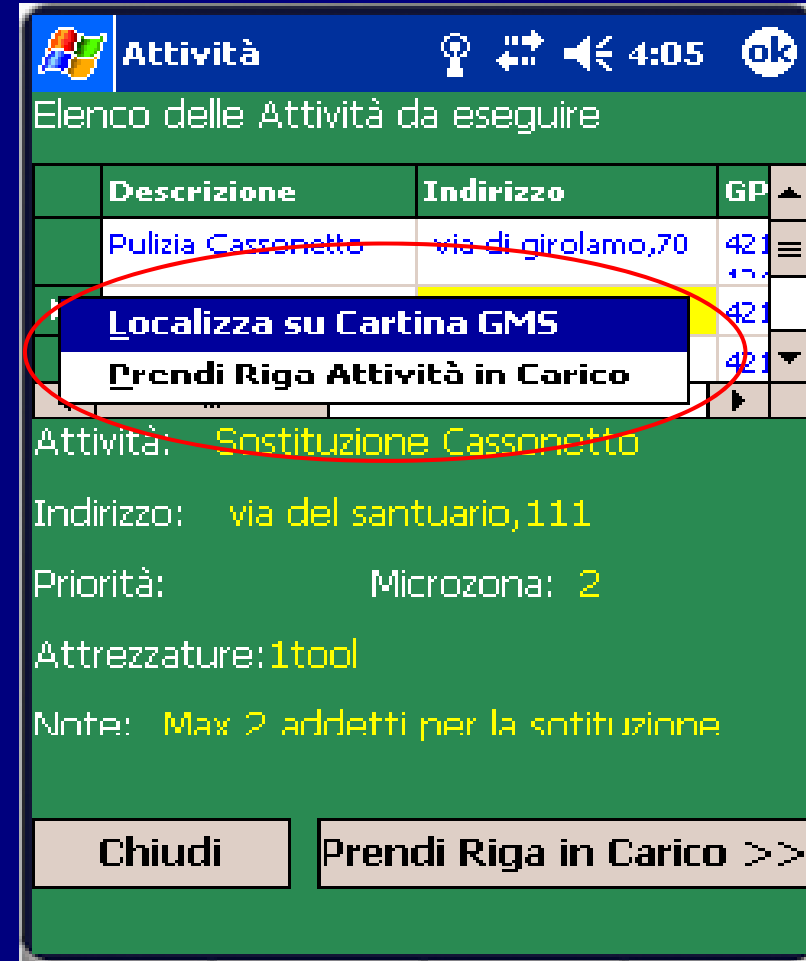 Attività 4:05 ok
Elenco delle Attività da eseguire
Descrizione Indirizzo GP
Pulizia Cassonetto via di girolamo,70 421
Localizza su Cartina GMS 421
Prendi Riga Attività in Carico 421
Attività: Sostituzione Cassonetto
Indirizzo: via del santuario,111
Priorità: Microzona: 2
Attrezzature:1tool
Note: Max 2 addetti per la sotituzione
Chiudi Prendi Riga in Carico >>